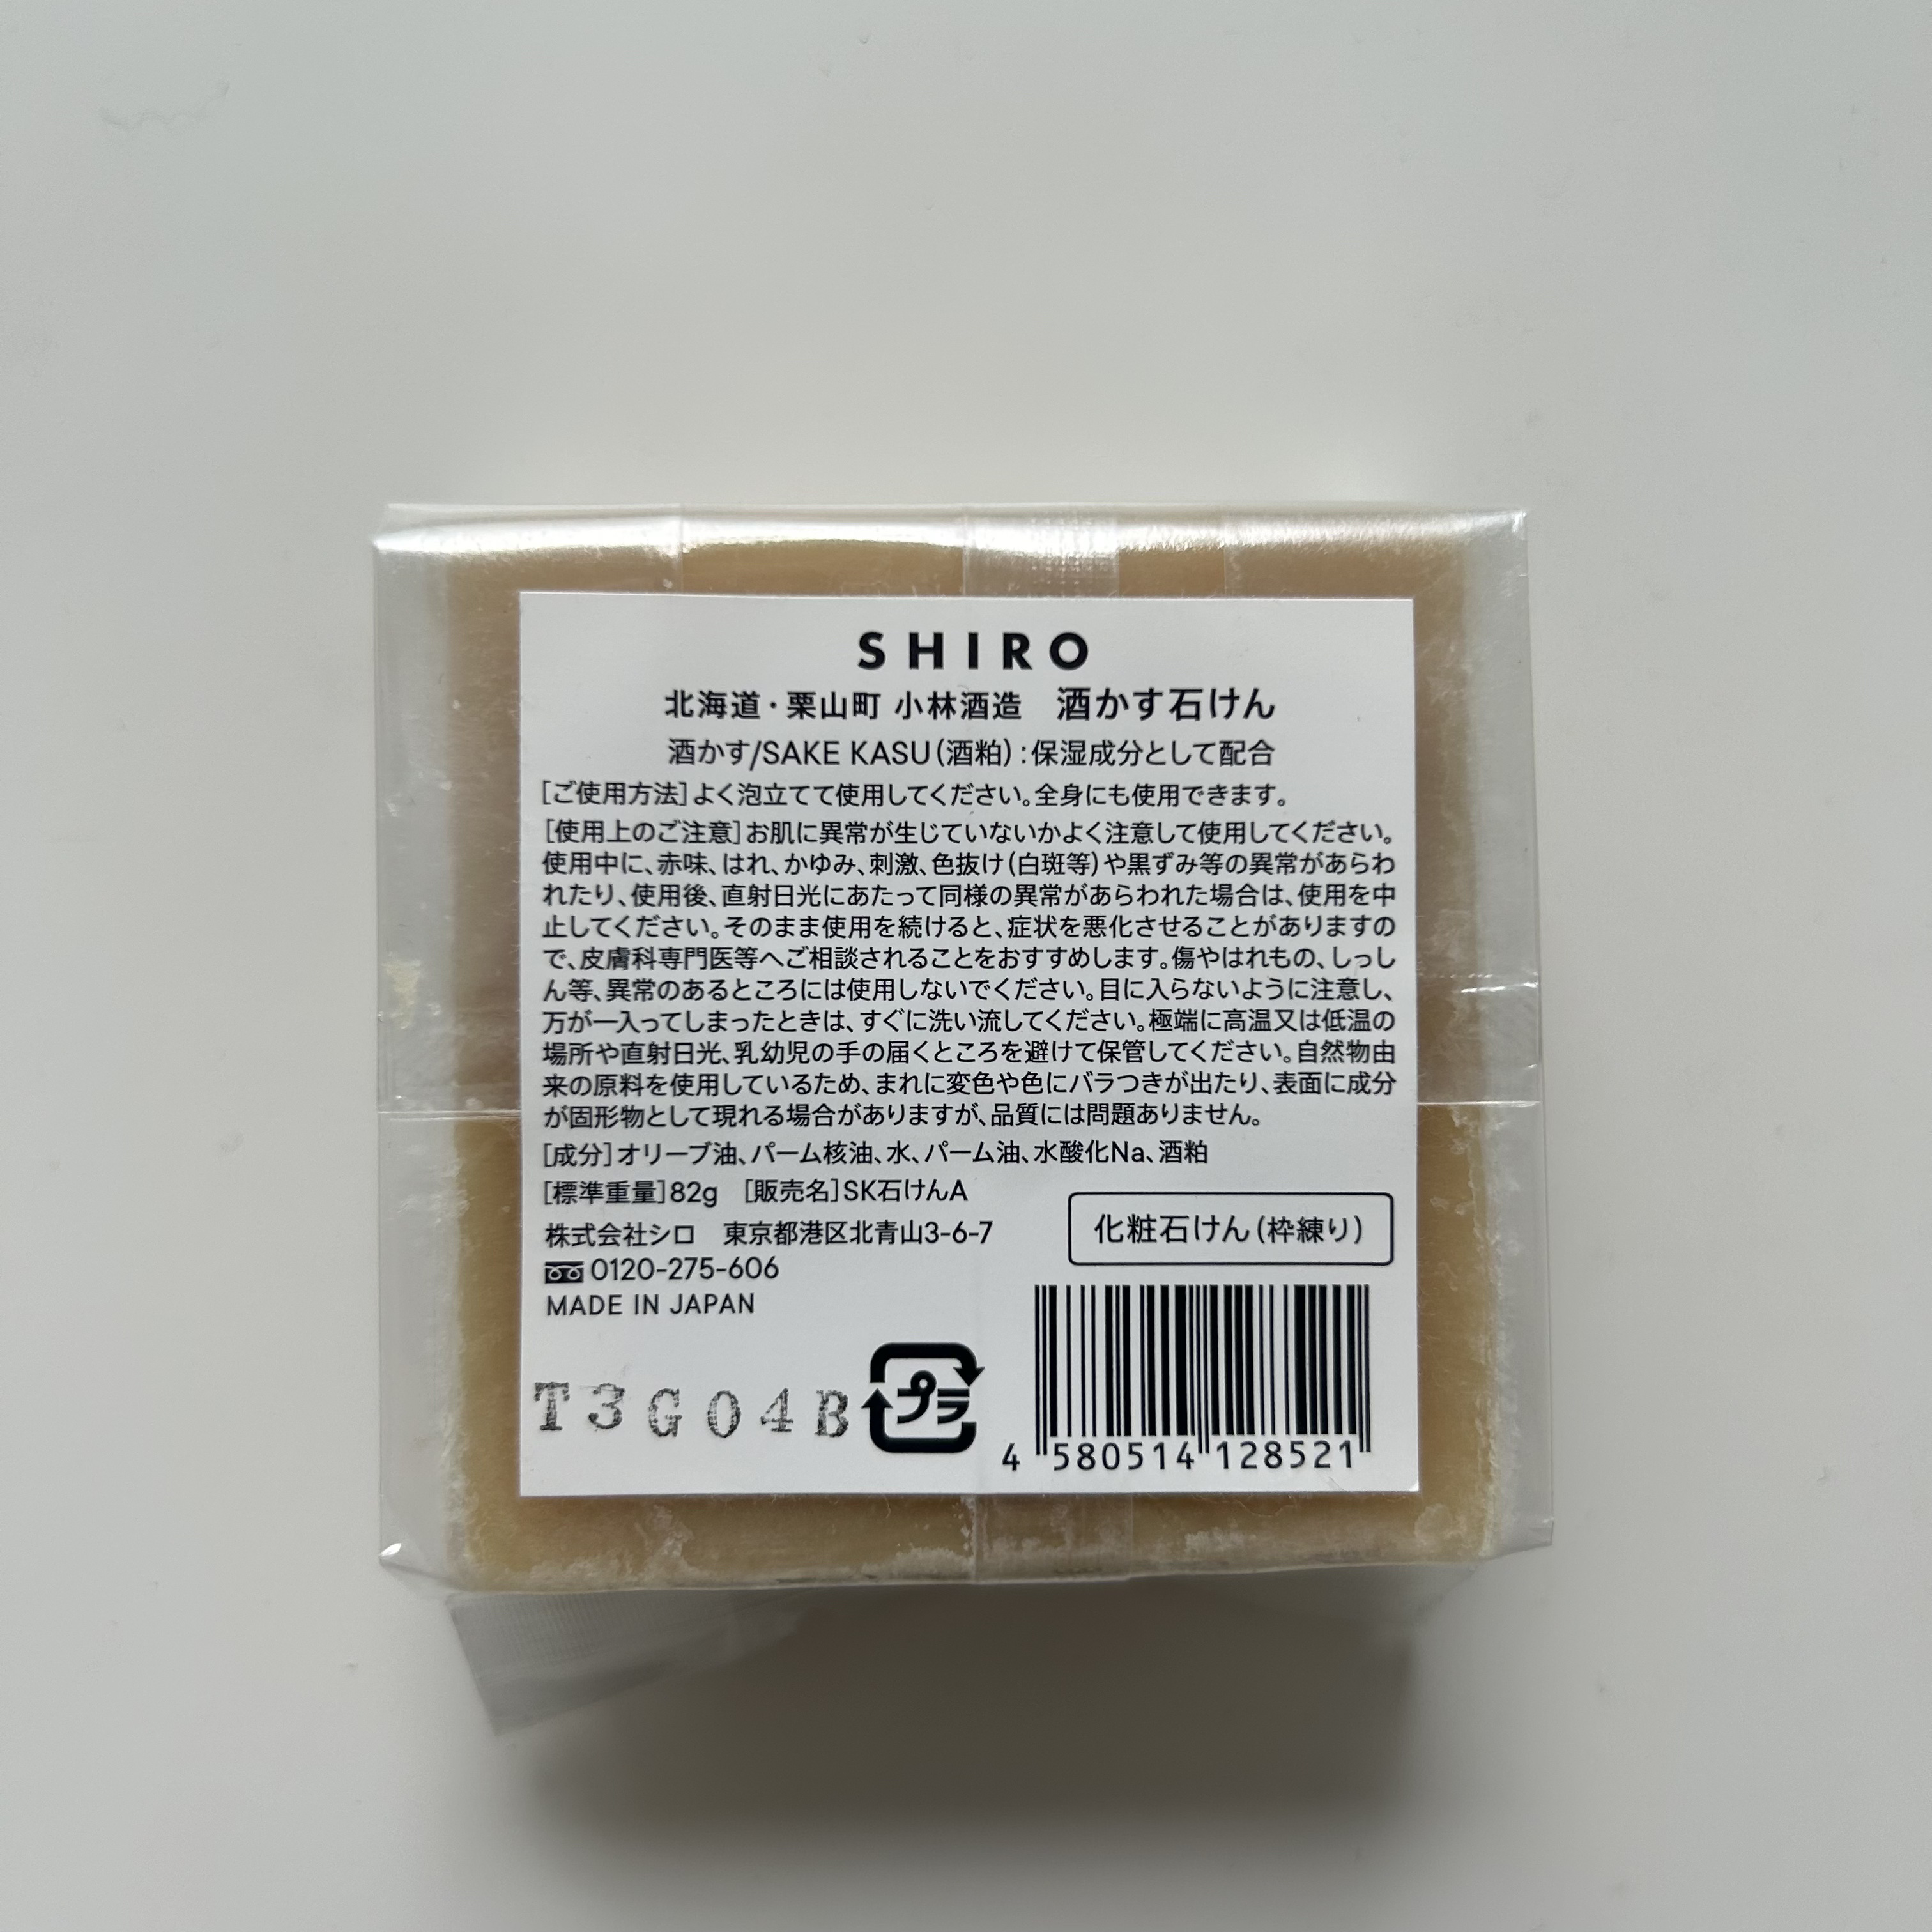 SHIRO
北海道・栗山町 小林酒造　酒かす石けん
酒かす/SAKE KASU(酒粕):保湿成分として配合
[ご使用方法]よく泡立てて使用してください。全身にも使用できます。
[使用上のご注意]お肌に異常が生じていないかよく注意して使用してください。
使用中に、赤味、はれ、かゆみ、刺激、色抜け(白斑等)や黒ずみ等の異常があらわ
れたり、使用後、直射日光にあたって同様の異常があらわれた場合は、使用を中
止してください。そのまま使用を続けると、症状を悪化させることがありますの
で、皮膚科専門医等へご相談されることをおすすめします。傷やはれもの、しっし
ん等、異常のあるところには使用しないでください。目に入らないように注意し、
万が一入ってしまったときは、すぐに洗い流してください。極端に高温又は低温の
場所や直射日光、乳幼児の手の届くところを避けて保管してください。自然物由
来の原料を使用しているため、まれに変色や色にバラつきが出たり、表面に成分
が固形物として現れる場合がありますが、品質には問題ありません。
[成分]オリーブ油、パーム核油、水、パーム油、水酸化Na、酒粕
[標準重量]82g　[販売名]SK石けんA
株式会社シロ　東京都港区北青山3-6-7
0120-275-606
MADE IN JAPAN
化粧石けん(枠練り)
T3G04B
プラ
4 580514 128521